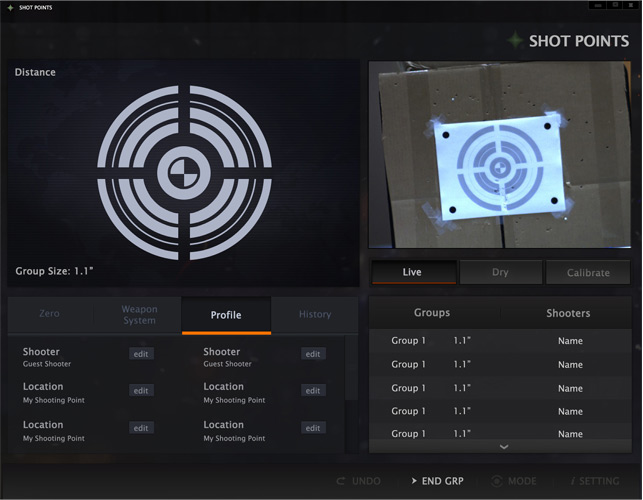 SHOT POINTS
SHOT POINTS
Distance
Group Size: 1.1"
Live
Dry
Calibrate
Zero
Weapon
System
Profile
History
Shooter
edit
Guest Shooter
Shooter
edit
Guest Shooter
Location
edit
My Shooting Point
Location
edit
My Shooting Point
Location
edit
My Shooting Point
Location
edit
My Shooting Point
Groups
Shooters
Group 1 1.1" Name
Group 1 1.1" Name
Group 1 1.1" Name
Group 1 1.1" Name
Group 1 1.1" Name
UNDO
END GRP
MODE
SETTING